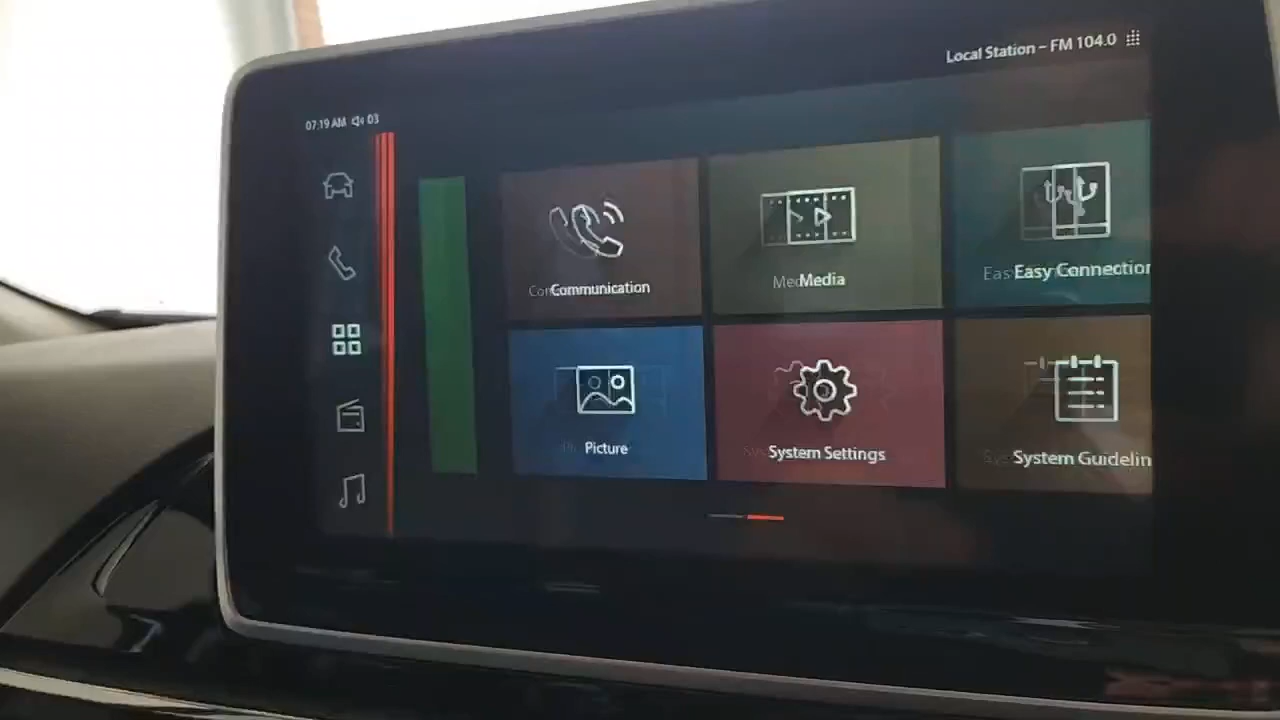 Local Station – FM 104.0
07:19 AM 03
Communication
Media
Easy Connection
Picture
System Settings
System Guidelin